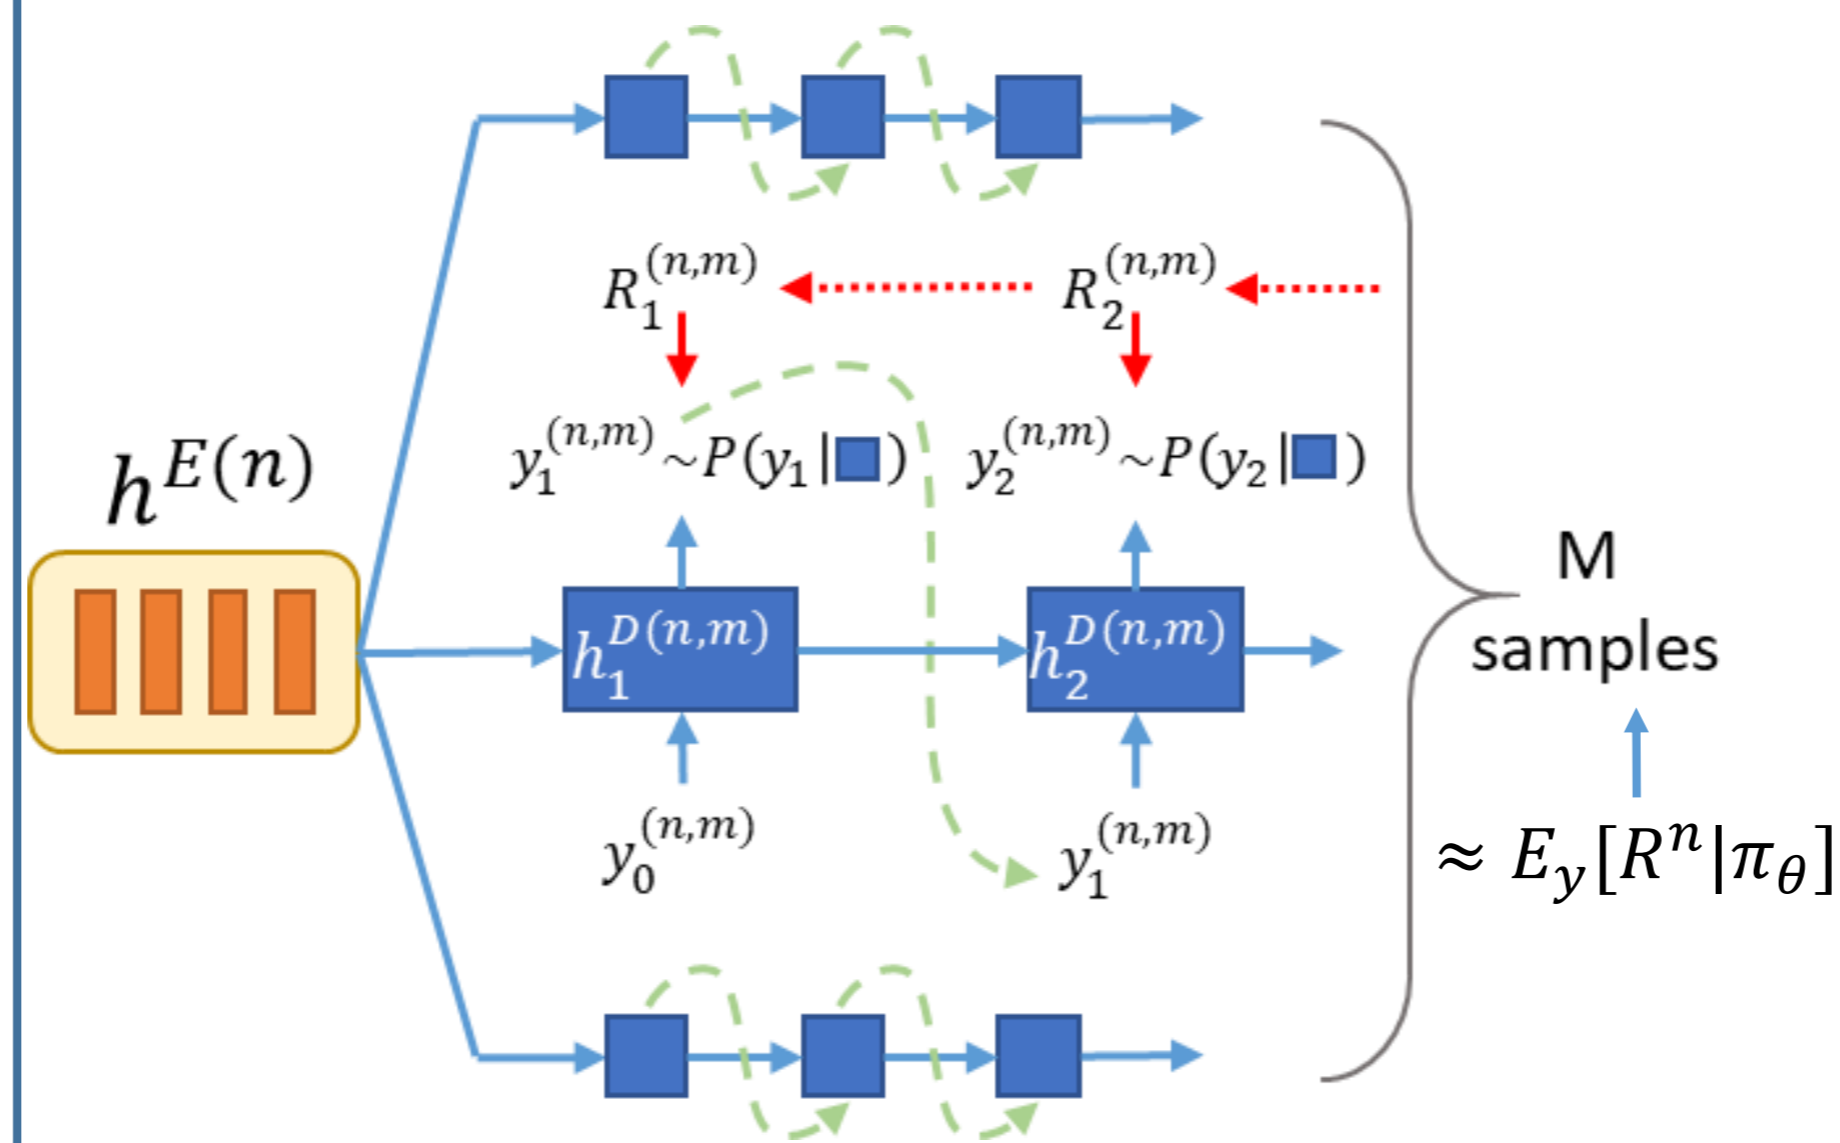 R_1^{(n,m)} R_2^{(n,m)}
y_1^{(n,m)} ~P(y_1| ) y_2^{(n,m)} ~P(y_2| )
h^{E(n)}
M
samples
h_1^{D(n,m)} h_2^{D(n,m)}
y_0^{(n,m)} y_1^{(n,m)}
≈ E_y[R^n|π_θ]